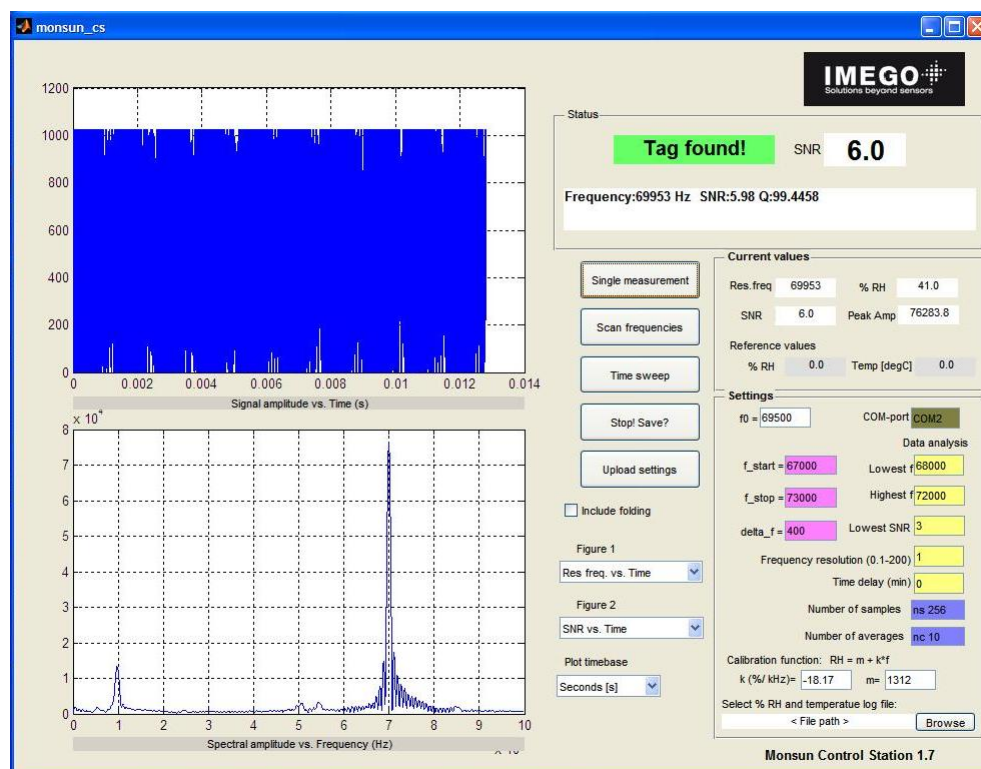 monsun_cs
IMEGO
Solutions beyond sensors
1200
1000
800
600
400
200
0
0 0.002 0.004 0.006 0.008 0.01 0.012 0.014
Signal amplitude vs. Time (s)
x 10^4
8
7
6
5
4
3
2
1
0
0 1 2 3 4 5 6 7 8 9 10
Spectral amplitude vs. Frequency (Hz)
Status
Tag found! SNR 6.0
Frequency:69953 Hz SNR:5.98 Q:99.4458
Single measurement
Scan frequencies
Time sweep
Stop! Save?
Upload settings
Include folding
Figure 1
Res freq. vs. Time
Figure 2
SNR vs. Time
Plot timebase
Seconds [s]
Current values
Res.freq 69953 % RH 41.0
SNR 6.0 Peak Amp 76283.8
Reference values
% RH 0.0 Temp [degC] 0.0
Settings
f0 = 69500 COM-port COM2
Data analysis
f_start = 67000 Lowest f 68000
f_stop = 73000 Highest f 72000
delta_f = 400 Lowest SNR 3
Frequency resolution (0.1-200) 1
Time delay (min) 0
Number of samples ns 256
Number of averages nc 10
Calibration function: RH = m + k*f
k (%/ kHz)= -18.17 m= 1312
Select % RH and temperatue log file:
< File path > Browse
Monsun Control Station 1.7